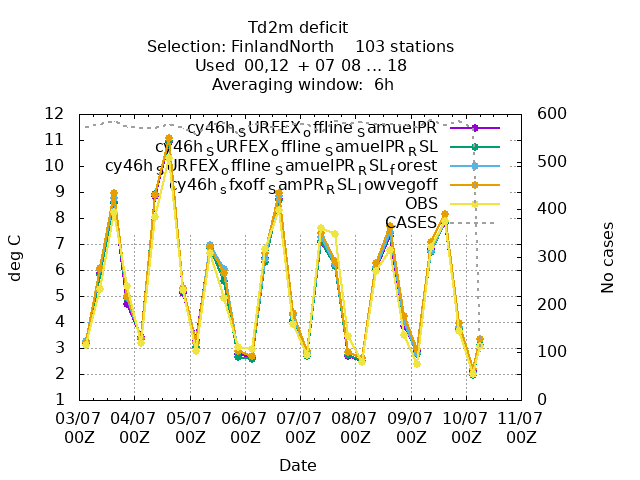 Td2m deficit
Selection: FinlandNorth    103 stations
Used  00,12  + 07 08 ... 18
Averaging window:  6h
cy46h_SURFEX_offline_SamuelPR
cy46h_SURFEX_offline_SamuelPR_RSL
cy46h_SURFEX_offline_SamuelPR_RSL_forest
cy46h_sfxoff_SamPR_RSL_lowvegoff
OBS
CASES
deg C
No cases
12
11
10
9
8
7
6
5
4
3
2
1
600
500
400
300
200
100
0
03/07 04/07 05/07 06/07 07/07 08/07 09/07 10/07 11/07
00Z 00Z 00Z 00Z 00Z 00Z 00Z 00Z 00Z
Date